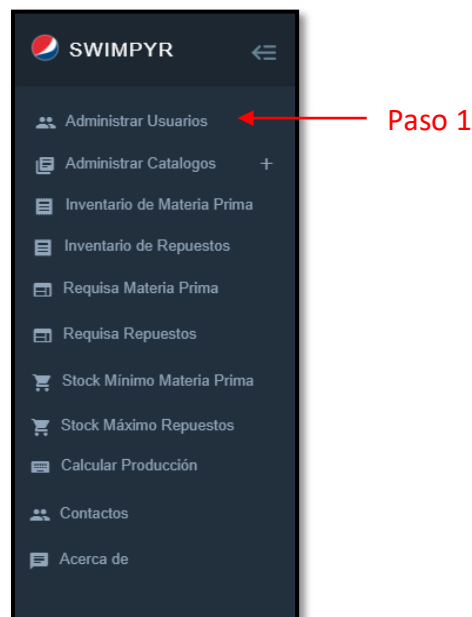 SWIMPYR
Administrar Usuarios
Paso 1
Administrar Catalogos +
Inventario de Materia Prima
Inventario de Repuestos
Requisa Materia Prima
Requisa Repuestos
Stock Mínimo Materia Prima
Stock Máximo Repuestos
Calcular Producción
Contactos
Acerca de